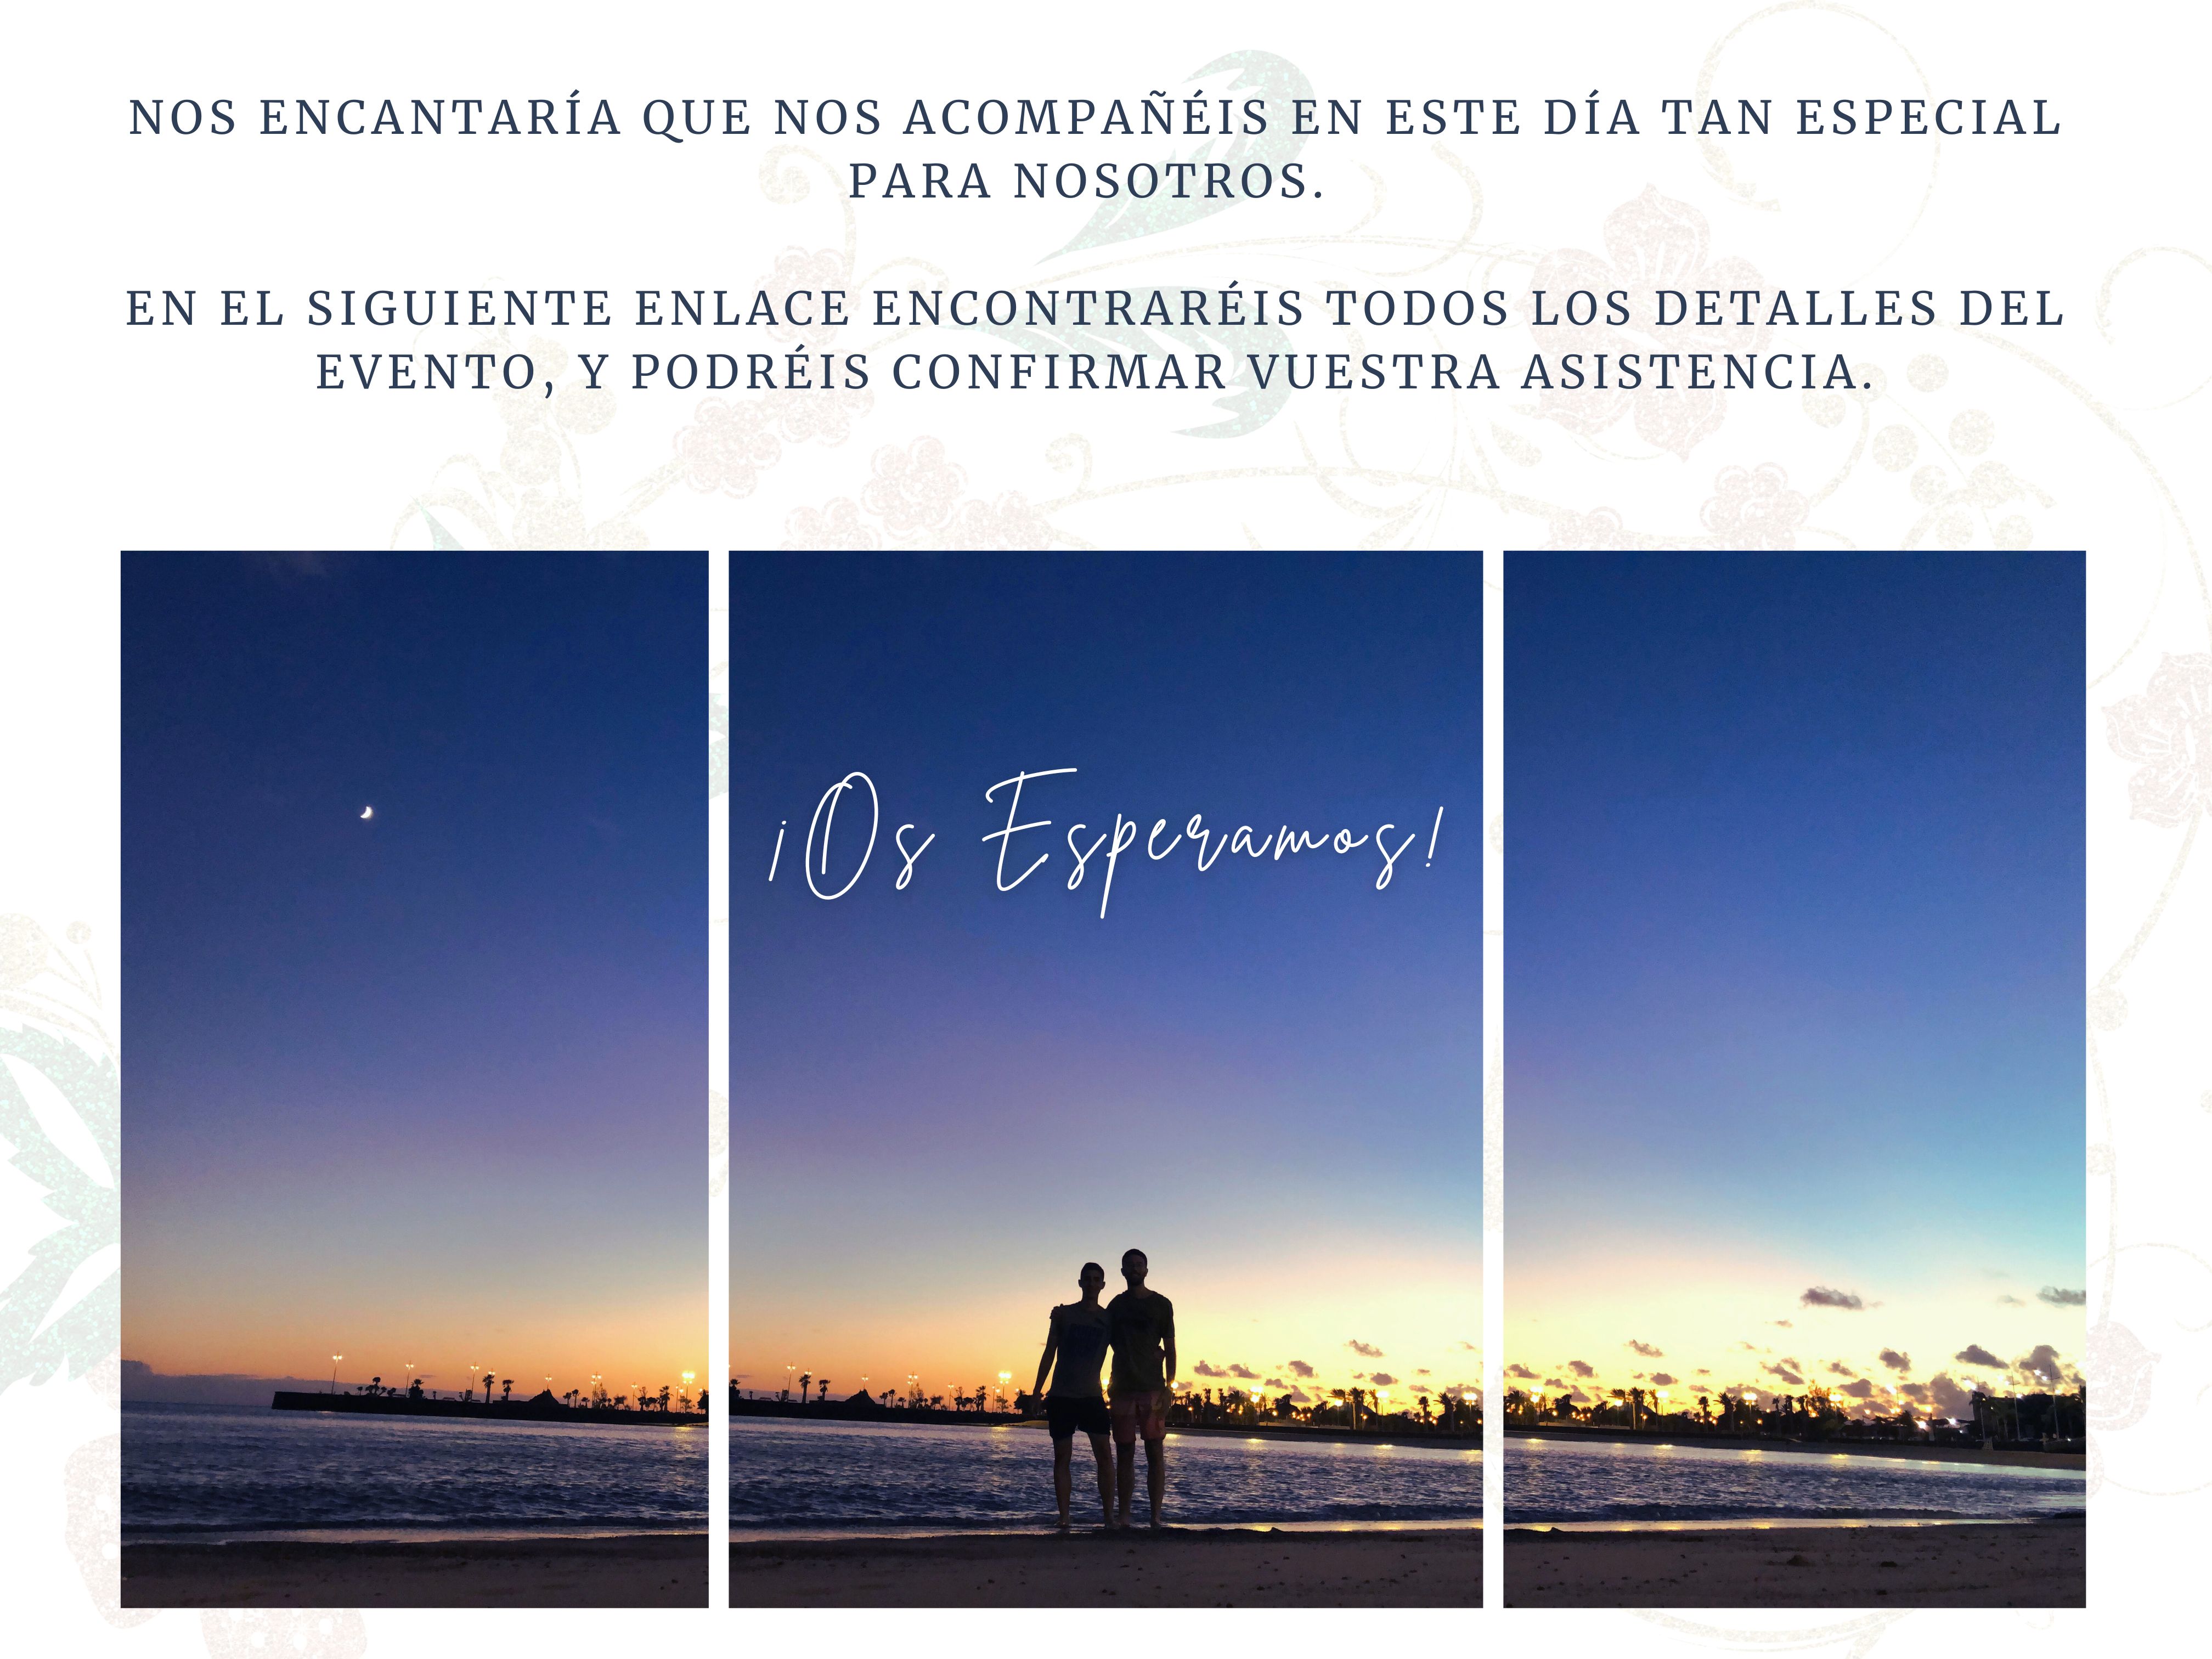 NOS ENCANTARÍA QUE NOS ACOMPAÑÉIS EN ESTE DÍA TAN ESPECIAL
PARA NOSOTROS.
EN EL SIGUIENTE ENLACE ENCONTRARÉIS TODOS LOS DETALLES DEL
EVENTO, Y PODRÉIS CONFIRMAR VUESTRA ASISTENCIA.
¡Os Esperamos!